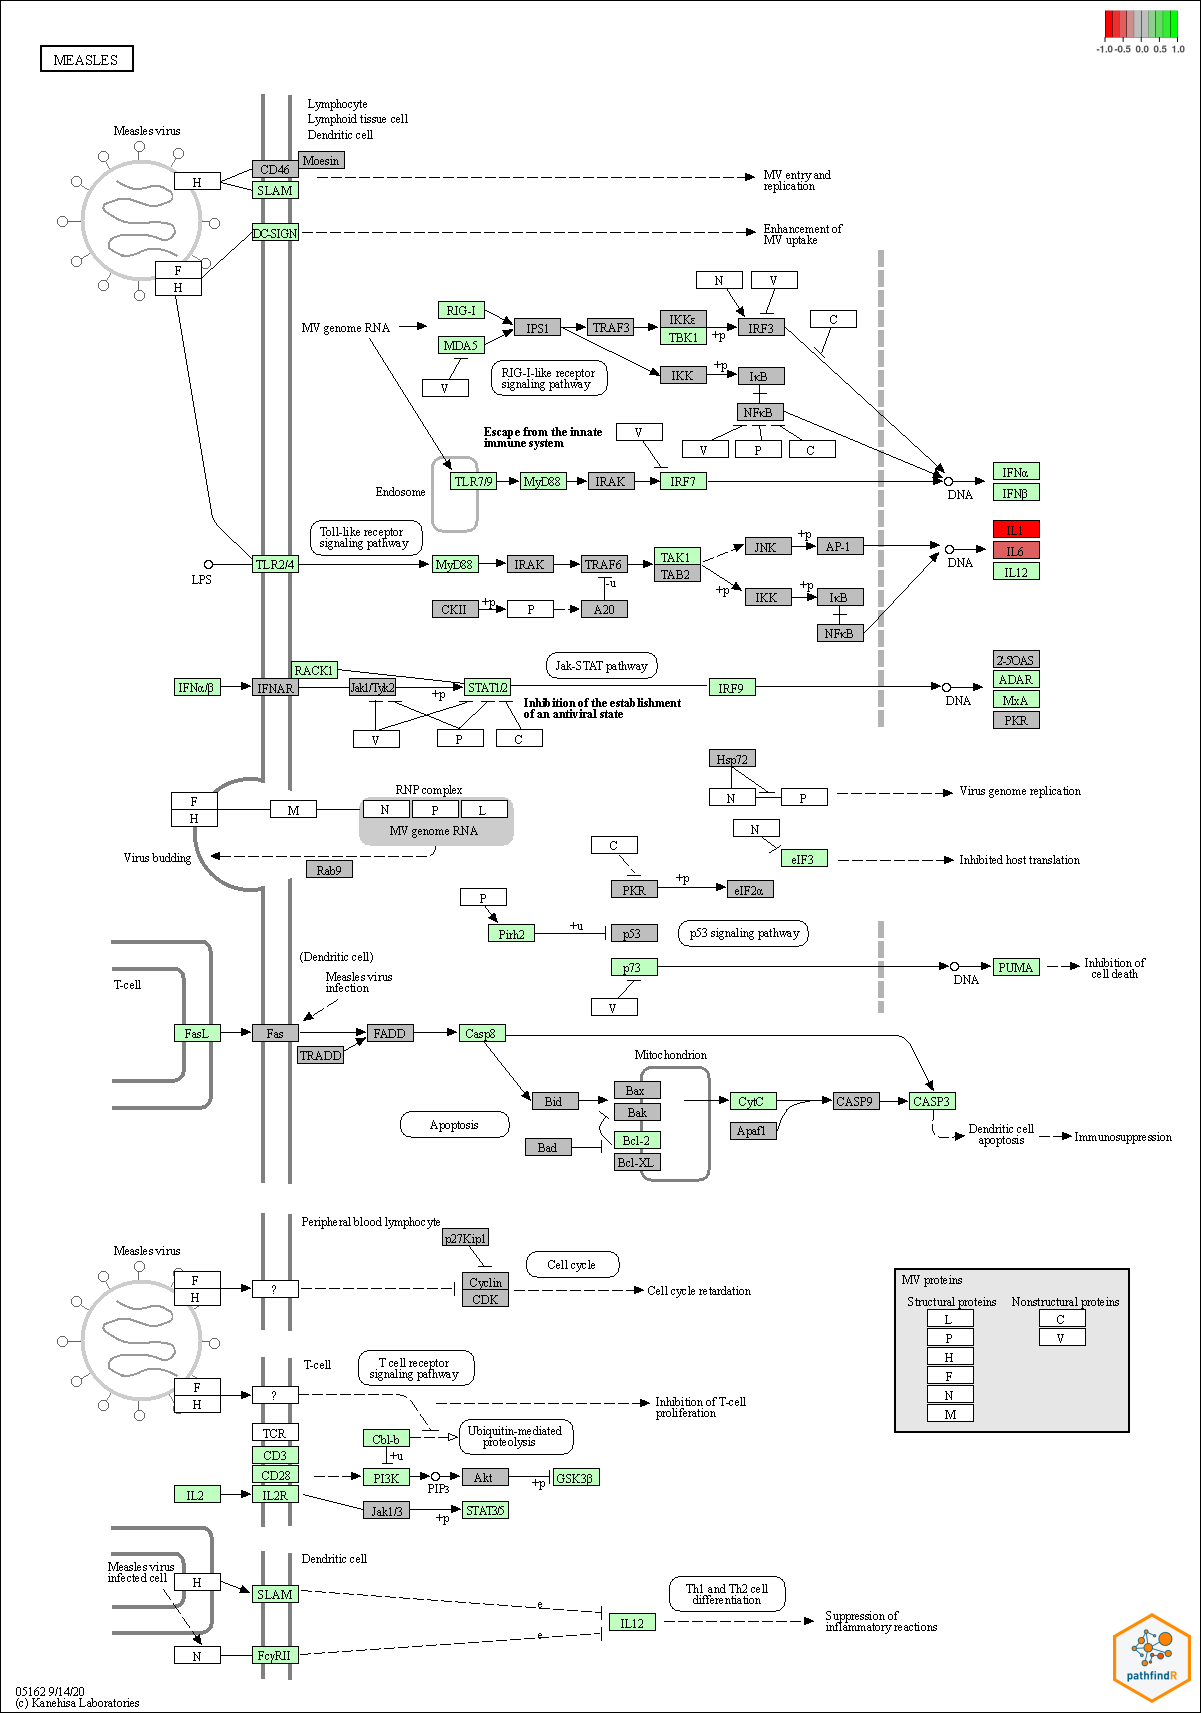 MEASLES
-1.0 -0.5 0.0 0.5 1.0
Lymphocyte
Lymphoid tissue cell
Dendritic cell
Measles virus
H
CD46
Moesin
SLAM
MV entry and
replication
DC-SIGN
Enhancement of
MV uptake
F
H
N
V
MV genome RNA
RIG-I
MDA5
V
IPS1
TRAF3
IKKε
TBK1
+p
IRF3
C
RIG-I-like receptor
signaling pathway
IKK
+p
IκB
NFκB
V
P
C
Escape from the innate
immune system
V
Endosome
TLR7/9
MyD88
IRAK
IRF7
DNA
IFNα
IFNβ
Toll-like receptor
signaling pathway
LPS
TLR2/4
MyD88
IRAK
TRAF6
TAK1
TAB2
JNK
+p
AP-1
DNA
IL1
IL6
IL12
-u
CKII
+p
P
A20
+p
IKK
+p
IκB
NFκB
Jak-STAT pathway
RACK1
IFNα/β
IFNAR
Jak1/Tyk2
+p
STAT1/2
IRF9
DNA
2-5OAS
ADAR
MxA
PKR
Inhibition of the establishment
of an antiviral state
V
P
C
Hsp72
N
P
Virus genome replication
F
H
M
RNP complex
N
P
L
MV genome RNA
Virus budding
Rab9
N
eIF3
Inhibited host translation
C
PKR
+p
eIF2α
P
Pirh2
+u
p53
p53 signaling pathway
p73
V
DNA
PUMA
Inhibition of
cell death
T-cell
(Dendritic cell)
Measles virus
infection
FasL
Fas
TRADD
FADD
Casp8
Mitochondrion
Bid
Bax
Bak
Bcl-2
Bcl-XL
Bad
Apoptosis
CytC
Apaf1
CASP9
CASP3
Dendritic cell
apoptosis
Immunosuppression
Peripheral blood lymphocyte
Measles virus
F
H
?
p27Kip1
Cyclin
CDK
Cell cycle
Cell cycle retardation
MV proteins
Structural proteins
Nonstructural proteins
L
P
H
F
N
M
C
V
T-cell
T cell receptor
signaling pathway
F
H
?
Inhibition of T-cell
proliferation
TCR
CD3
CD28
Cbl-b
+u
Ubiquitin-mediated
proteolysis
PI3K
PIP3
Akt
+p
GSK3β
IL2
IL2R
Jak1/3
+p
STAT3/5
Dendritic cell
Measles virus
infected cell
H
SLAM
e
N
FcγRII
e
IL12
Th1 and Th2 cell
differentiation
Suppression of
inflammatory reactions
05162 9/14/20
(c) Kanehisa Laboratories
pathfindR